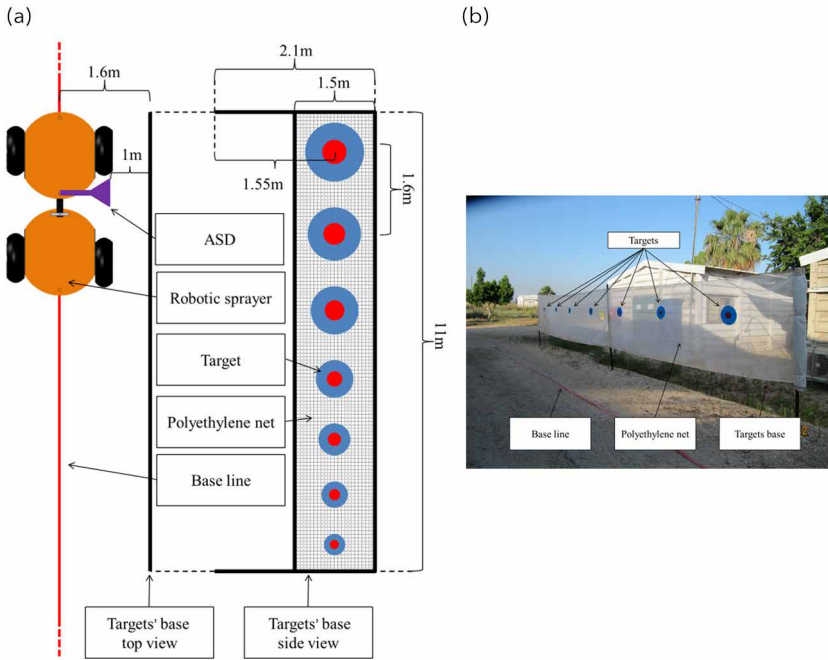 (a)
(b)
2.1m
1.6m
1.5m
1m
1.55m
1.6m
ASD
Robotic sprayer
Target
Polyethylene net
Base line
11m
Targets' base
top view
Targets' base
side view
Targets
Base line
Polyethylene net
Targets base